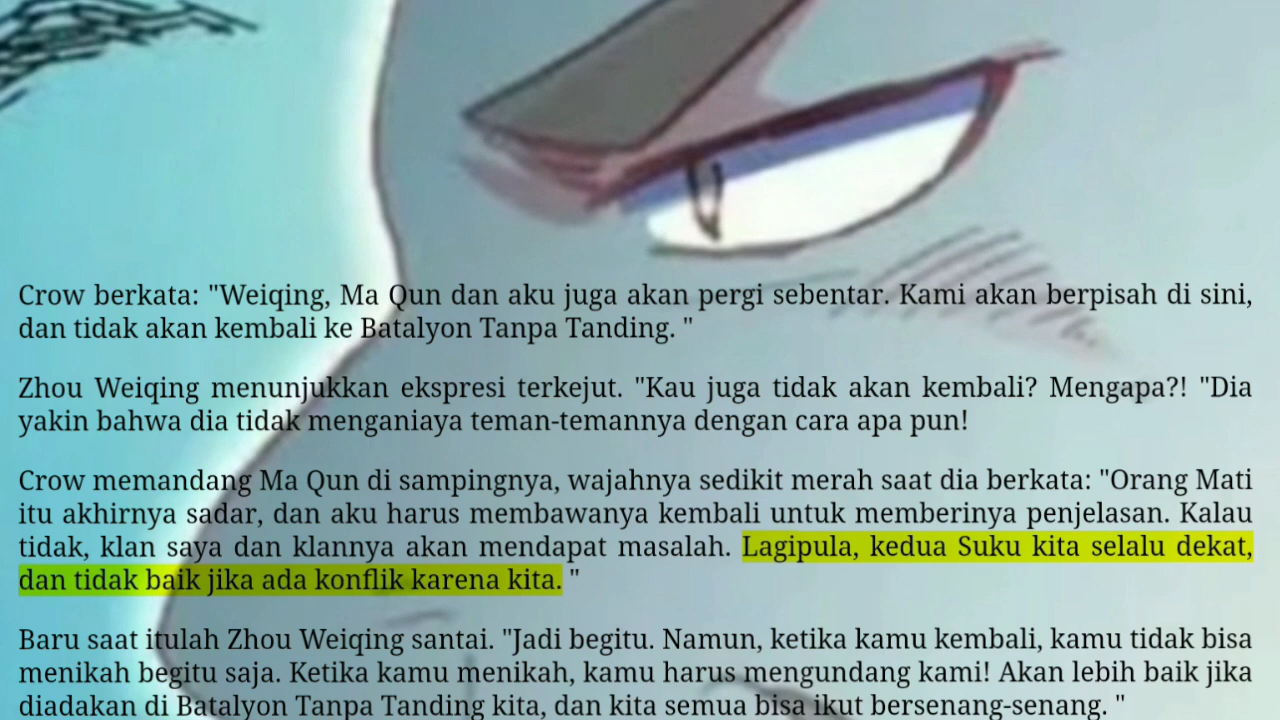 Crow berkata: "Weiqing, Ma Qun dan aku juga akan pergi sebentar. Kami akan berpisah di sini,
dan tidak akan kembali ke Batalyon Tanpa Tanding. "
Zhou Weiqing menunjukkan ekspresi terkejut. "Kau juga tidak akan kembali? Mengapa?! "Dia
yakin bahwa dia tidak menganiaya teman-temannya dengan cara apa pun!
Crow memandang Ma Qun di sampingnya, wajahnya sedikit merah saat dia berkata: "Orang Mati
itu akhirnya sadar, dan aku harus membawanya kembali untuk memberinya penjelasan. Kalau
tidak, klan saya dan klannya akan mendapat masalah. Lagipula, kedua Suku kita selalu dekat,
dan tidak baik jika ada konflik karena kita. "
Baru saat itulah Zhou Weiqing santai. "Jadi begitu. Namun, ketika kamu kembali, kamu tidak bisa
menikah begitu saja. Ketika kamu menikah, kamu harus mengundang kami! Akan lebih baik jika
diadakan di Batalyon Tanpa Tanding kita, dan kita semua bisa ikut bersenang-senang. "